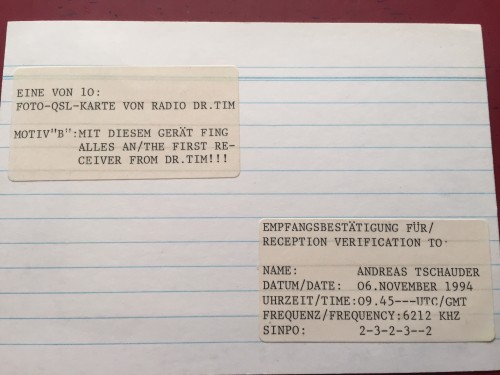 EINE VON 10:
FOTO-QSL-KARTE VON RADIO DR.TIM
MOTIV"B":MIT DIESEM GERÄT FING
ALLES AN/THE FIRST RE-
CEIVER FROM DR.TIM!!!
EMPFANGSBESTÄTIGUNG FÜR/
RECEPTION VERIFICATION TO:
NAME: ANDREAS TSCHAUDER
DATUM/DATE: 06.NOVEMBER 1994
UHRZEIT/TIME:09.45---UTC/GMT
FREQUENZ/FREQUENCY:6212 KHZ
SINPO: 2-3-2-3--2